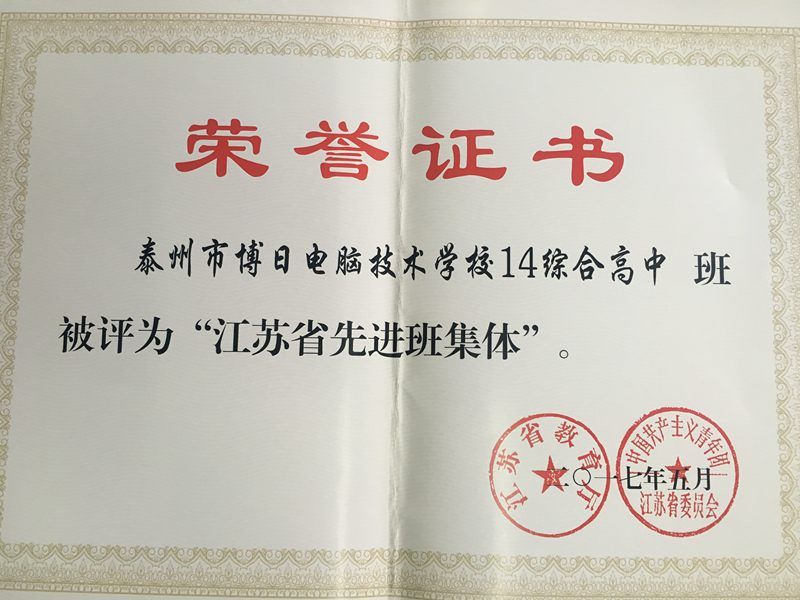 荣誉证书
泰州市博日电脑技术学校14综合高中 班
被评为“江苏省先进班集体”。
江苏省教育厅
中国共产主义青年团
江苏省委员会
二〇一七年五月